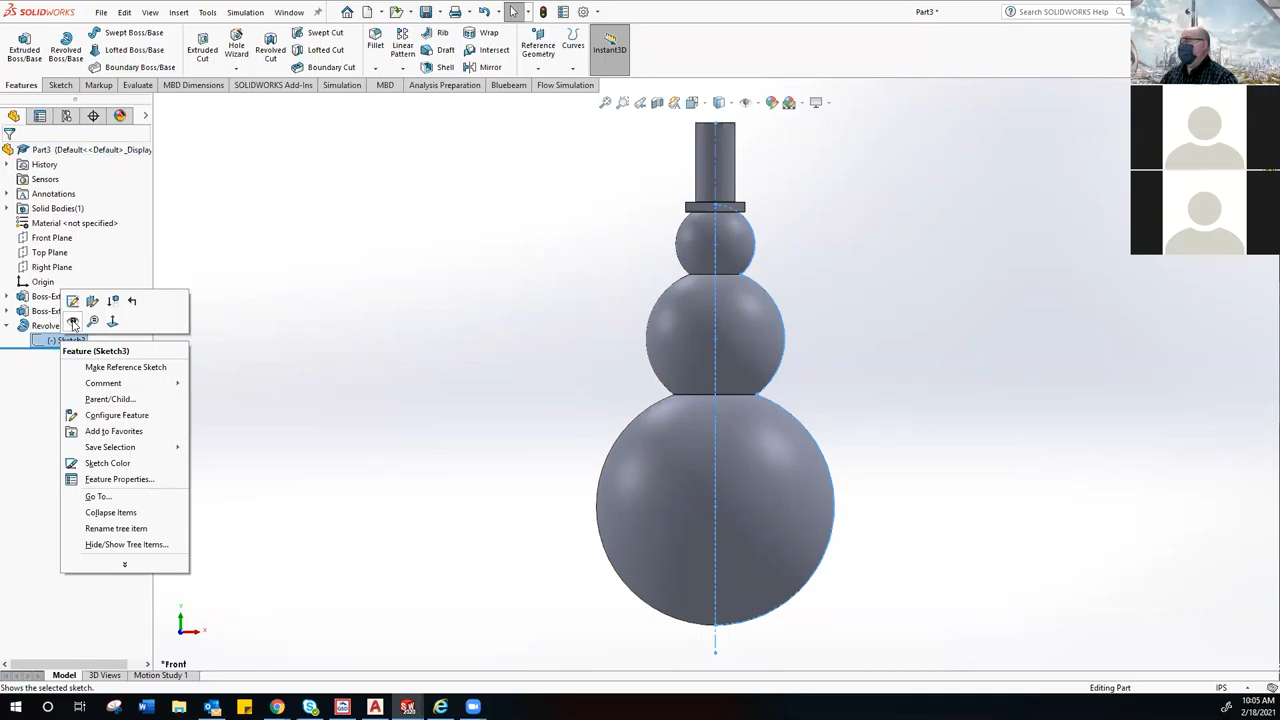 SOLIDWORKS File Edit View Insert Tools Simulation Window Part3 * Search SOLIDWORKS Help
Extruded Boss/Base
Revolved Boss/Base
Swept Boss/Base
Lofted Boss/Base
Boundary Boss/Base
Extruded Cut
Hole Wizard
Revolved Cut
Swept Cut
Lofted Cut
Boundary Cut
Fillet
Linear Pattern
Rib
Draft
Shell
Wrap
Intersect
Mirror
Reference Geometry
Curves
Instant3D
Features Sketch Markup Evaluate MBD Dimensions SOLIDWORKS Add-Ins Simulation MBD Analysis Preparation Bluebeam Flow Simulation
Part3 (Default<<Default>_Display
History
Sensors
Annotations
Solid Bodies(1)
Material <not specified>
Front Plane
Top Plane
Right Plane
Origin
Boss-Ext
Boss-Ext
Revolve
(-) Sketch3
Feature (Sketch3)
Make Reference Sketch
Comment
Parent/Child...
Configure Feature
Add to Favorites
Save Selection
Sketch Color
Feature Properties...
Go To...
Collapse Items
Rename tree item
Hide/Show Tree Items...
Y
X
*Front
Model 3D Views Motion Study 1
Shows the selected sketch. Editing Part IPS
10:05 AM
2/18/2021